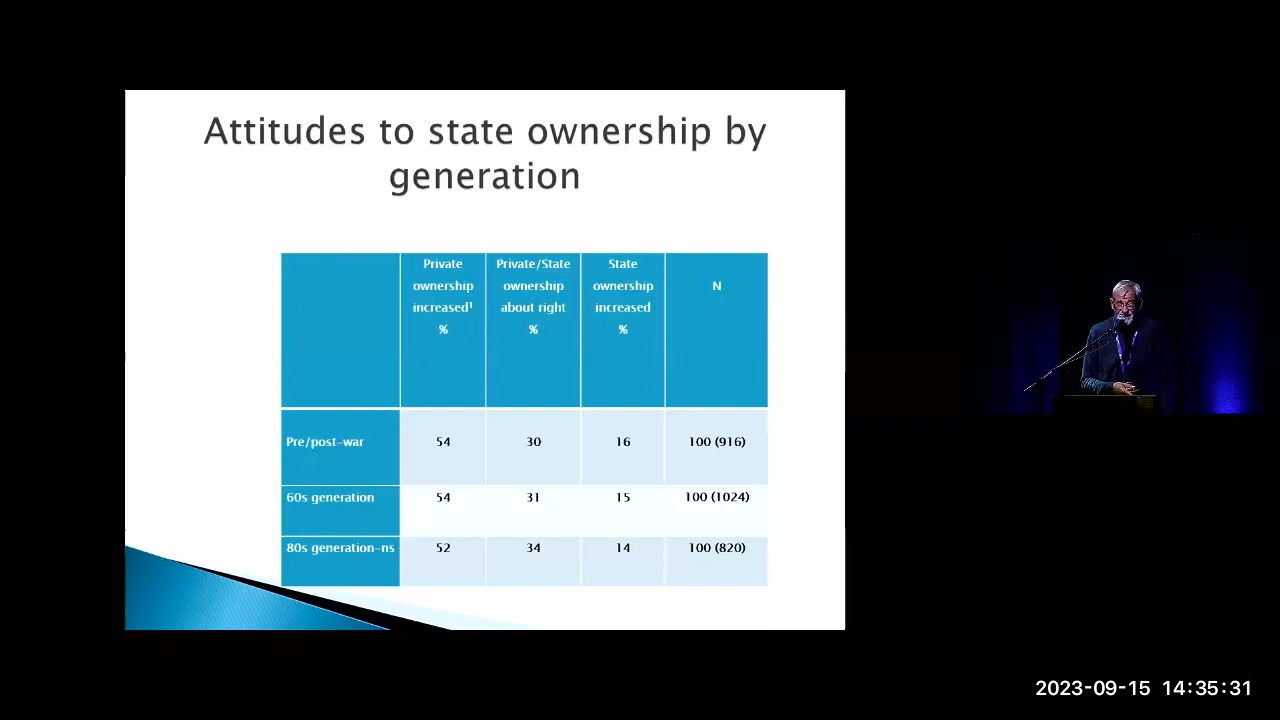 Attitudes to state ownership by
generation
Private
ownership
increased¹
%
Private/State
ownership
about right
%
State
ownership
increased
%
N
Pre/post-war 54 30 16 100 (916)
60s generation 54 31 15 100 (1024)
80s generation-ns 52 34 14 100 (820)
2023-09-15 14:35:31